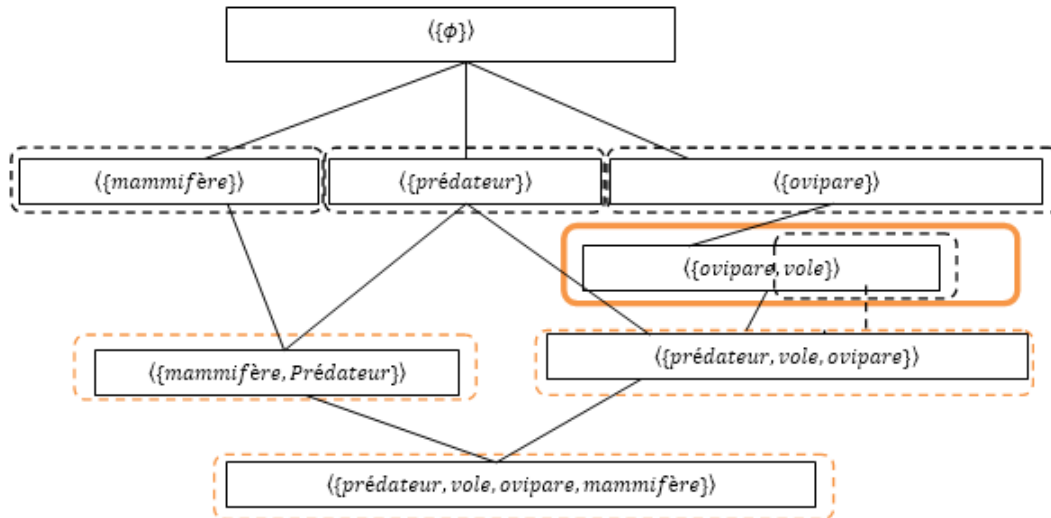 ⟨{ϕ}⟩
⟨{mammifère}⟩ ⟨{prédateur}⟩ ⟨{ovipare}⟩
⟨{ovipare, vole}⟩
⟨{mammifère, Prédateur}⟩ ⟨{prédateur, vole, ovipare}⟩
⟨{prédateur, vole, ovipare, mammifère}⟩